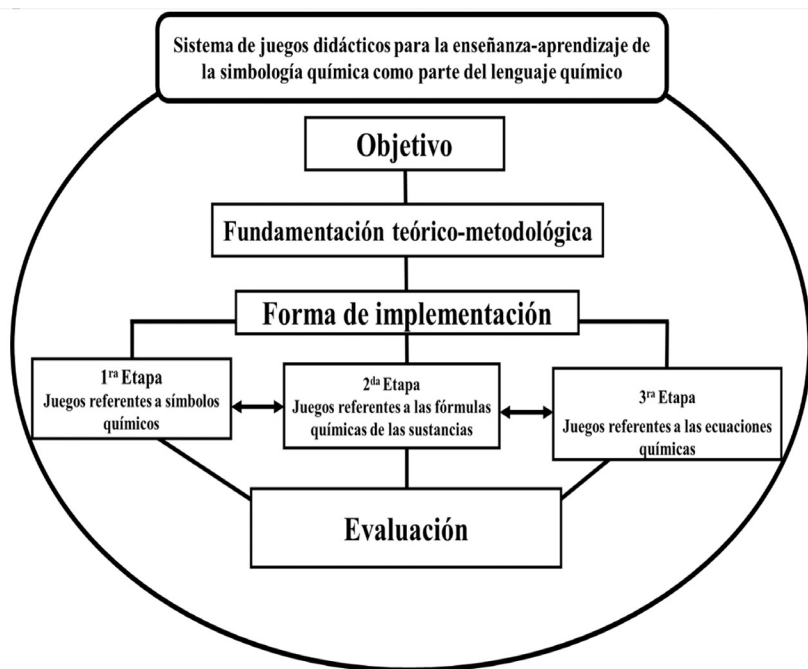 Sistema de juegos didácticos para la enseñanza-aprendizaje de
la simbología química como parte del lenguaje químico
Objetivo
Fundamentación teórico-metodológica
Forma de implementación
1ra Etapa
Juegos referentes a símbolos
químicos
2da Etapa
Juegos referentes a las fórmulas
químicas de las sustancias
3ra Etapa
Juegos referentes a las ecuaciones
químicas
Evaluación